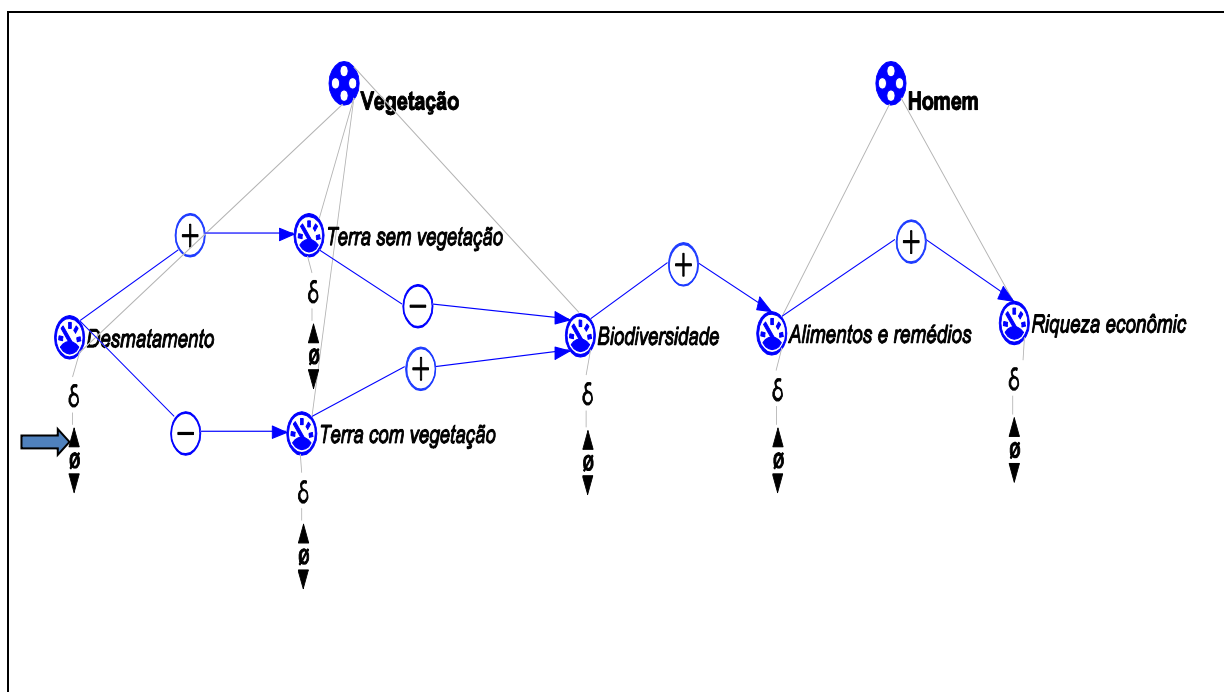 Vegetação
Homem
+
Terra sem vegetação
+
+
δ
−
Desmatamento
Biodiversidade
Alimentos e remédios
Riqueza econômic
ø
+
δ
δ
δ
δ
−
Terra com vegetação
ø
ø
ø
ø
δ
ø